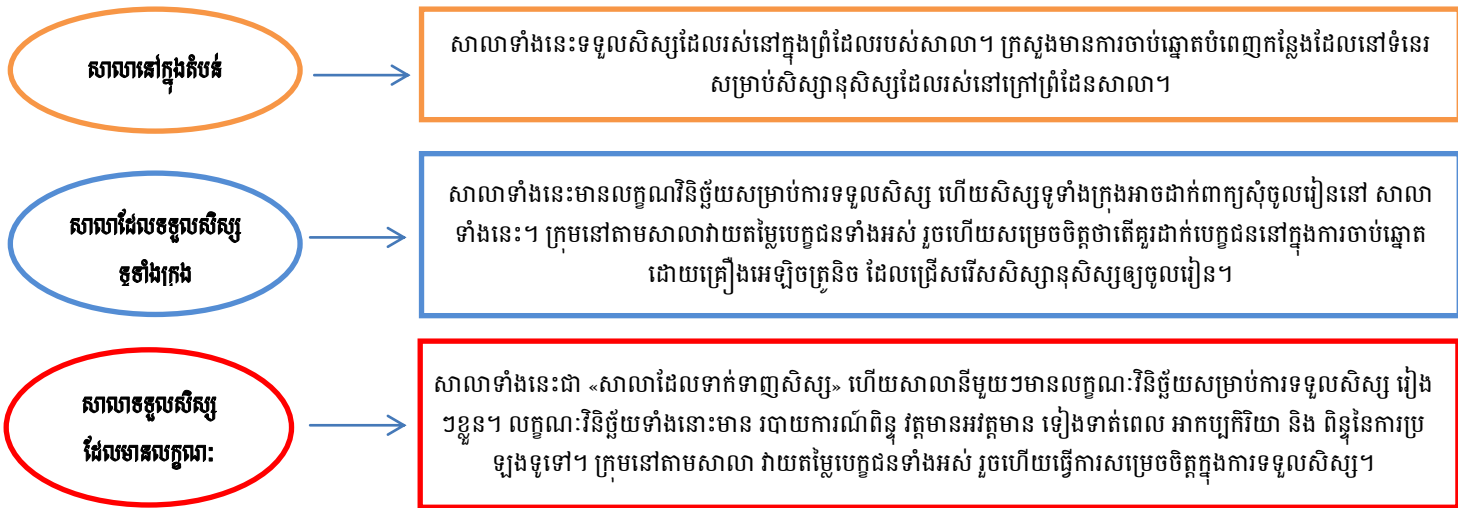 សាលានៅក្នុងតំបន់
សាលាទាំងនេះទទួលសិស្សដែលរស់នៅក្នុងព្រំដែលរបស់សាលា។ ក្រសួងមានការចាប់ឆ្នោតបំពេញកន្លែងដែលនៅទំនេរ
សម្រាប់សិស្សានុសិស្សដែលរស់នៅក្រៅព្រំដែនសាលា។
សាលាដែលទទួលសិស្ស
ទូទាំងក្រុង
សាលាទាំងនេះមានលក្ខណវិនិច្ឆ័យសម្រាប់ការទទួលសិស្ស ហើយសិស្សទូទាំងក្រុងអាចដាក់ពាក្យសុំចូលរៀននៅ សាលា
ទាំងនេះ។ ក្រុមនៅតាមសាលាវាយតម្លៃបេក្ខជនទាំងអស់ រួចហើយសម្រេចចិត្តថាតើគួរដាក់បេក្ខជននៅក្នុងការចាប់ឆ្នោត
ដោយគ្រឿងអេឡិចត្រូនិច ដែលជ្រើសរើសសិស្សានុសិស្សឲ្យចូលរៀន។
សាលាទទួលសិស្ស
ដែលមានលក្ខណៈ
សាលាទាំងនេះជា «សាលាដែលទាក់ទាញសិស្ស» ហើយសាលានីមួយៗមានលក្ខណៈវិនិច្ឆ័យសម្រាប់ការទទួលសិស្ស រៀង
ៗខ្លួន។ លក្ខណៈវិនិច្ឆ័យទាំងនោះមាន របាយការណ៍ពិន្ទុ វត្តមានអវត្តមាន ទៀងទាត់ពេល អាកប្បកិរិយា និង ពិន្ទុនៃការប្រ
ឡងទូទៅ។ ក្រុមនៅតាមសាលា វាយតម្លៃបេក្ខជនទាំងអស់ រួចហើយធ្វើការសម្រេចចិត្តក្នុងការទទួលសិស្ស។